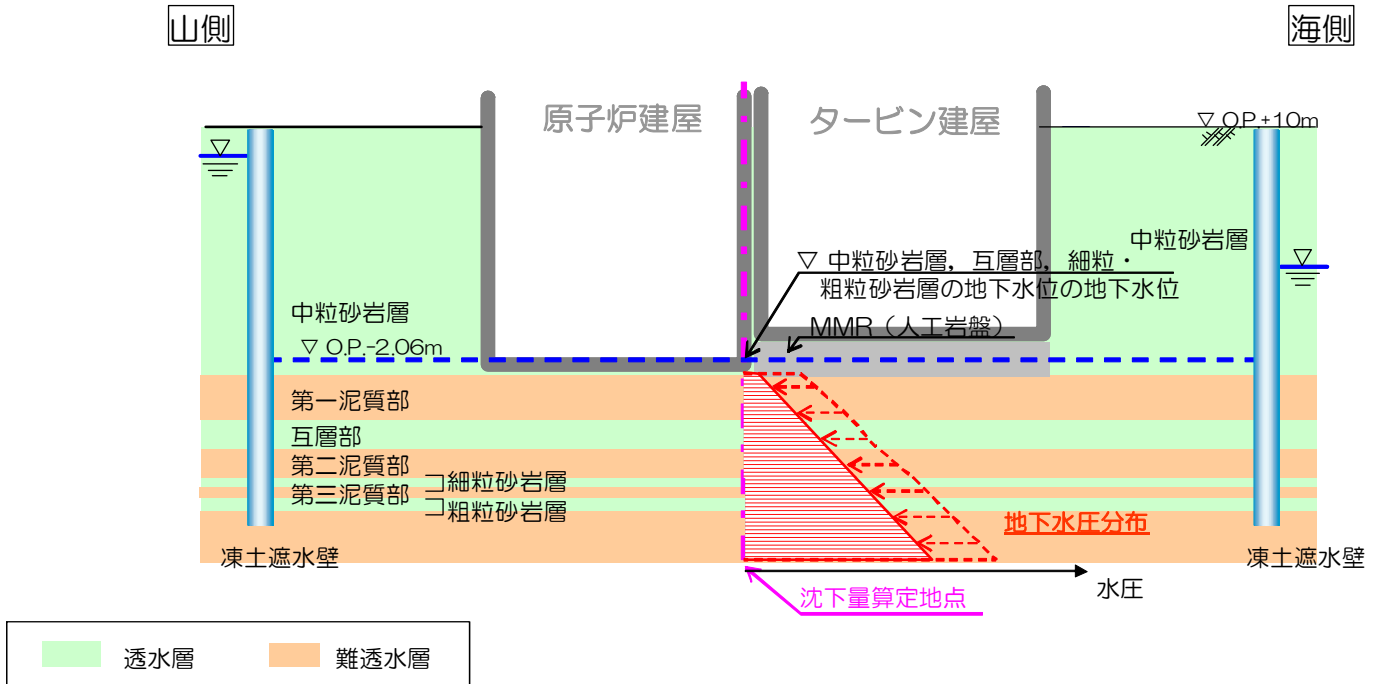 山側
海側
原子炉建屋
タービン建屋
▽ O.P.+10m
中粒砂岩層
▽ 中粒砂岩層，互層部，細粒・
粗粒砂岩層の地下水位の地下水位
中粒砂岩層
▽ O.P.-2.06m
MMR（人工岩盤）
第一泥質部
互層部
第二泥質部
細粒砂岩層
第三泥質部
粗粒砂岩層
地下水圧分布
凍土遮水壁
凍土遮水壁
水圧
沈下量算定地点
透水層
難透水層